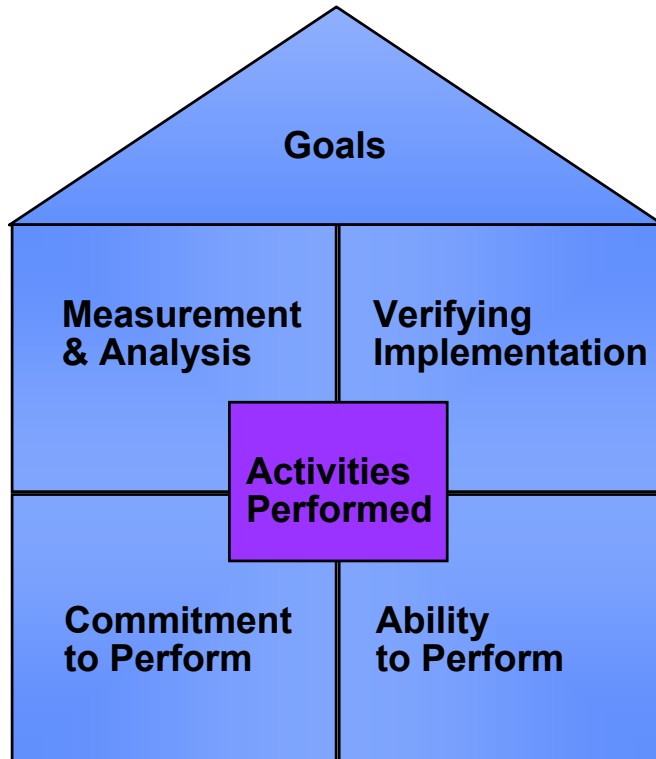 Goals
Measurement
& Analysis
Verifying
Implementation
Activities
Performed
Commitment
to Perform
Ability
to Perform